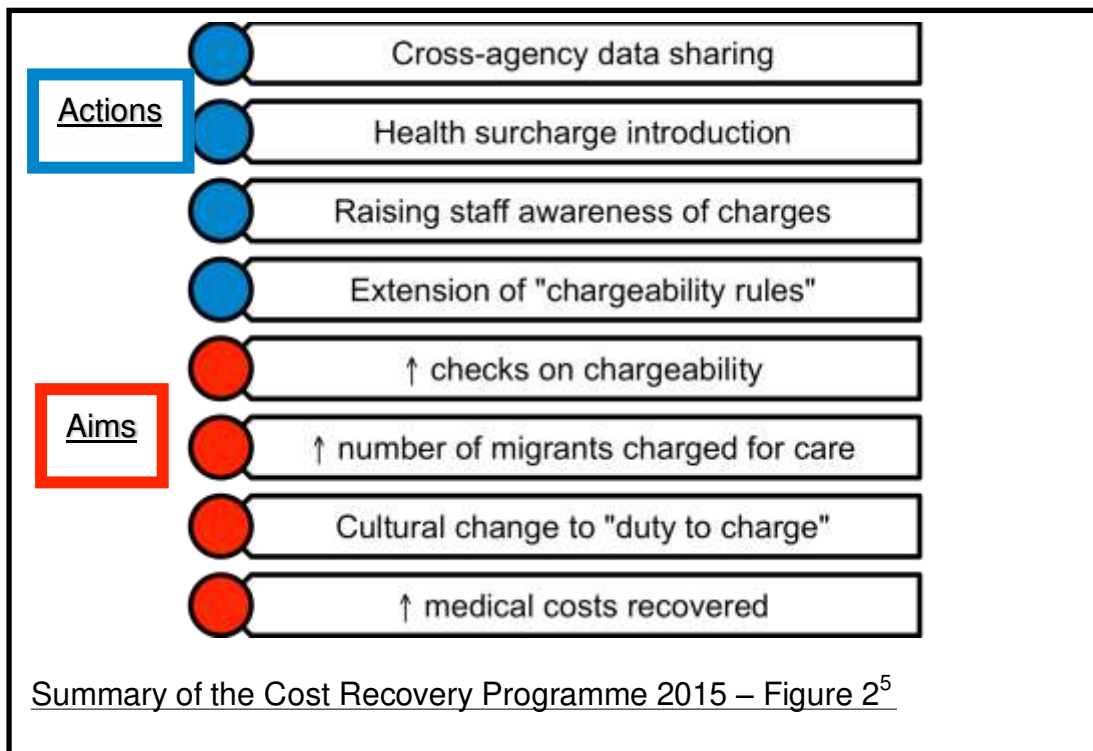 Cross-agency data sharing
Actions
Health surcharge introduction
Raising staff awareness of charges
Extension of "chargeability rules"
↑ checks on chargeability
Aims
↑ number of migrants charged for care
Cultural change to "duty to charge"
↑ medical costs recovered
Summary of the Cost Recovery Programme 2015 – Figure 2⁵